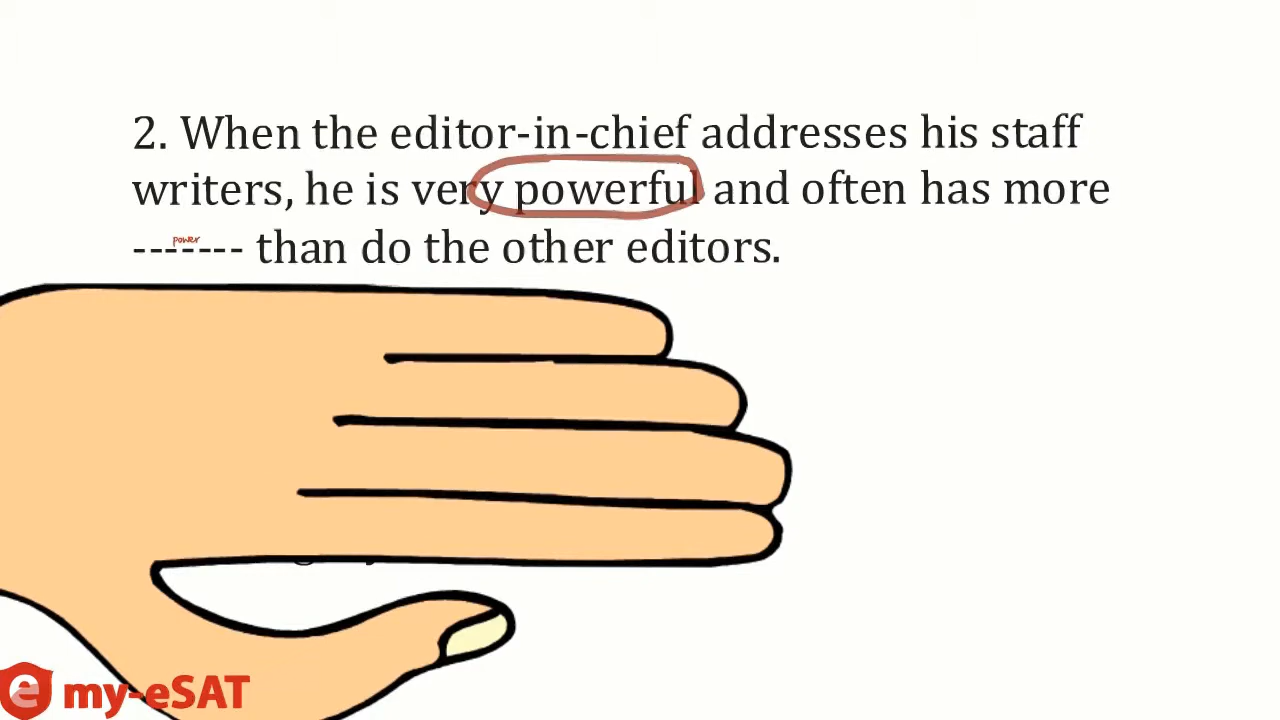 2. When the editor-in-chief addresses his staff
writers, he is very powerful and often has more
power
------- than do the other editors.
my-eSAT